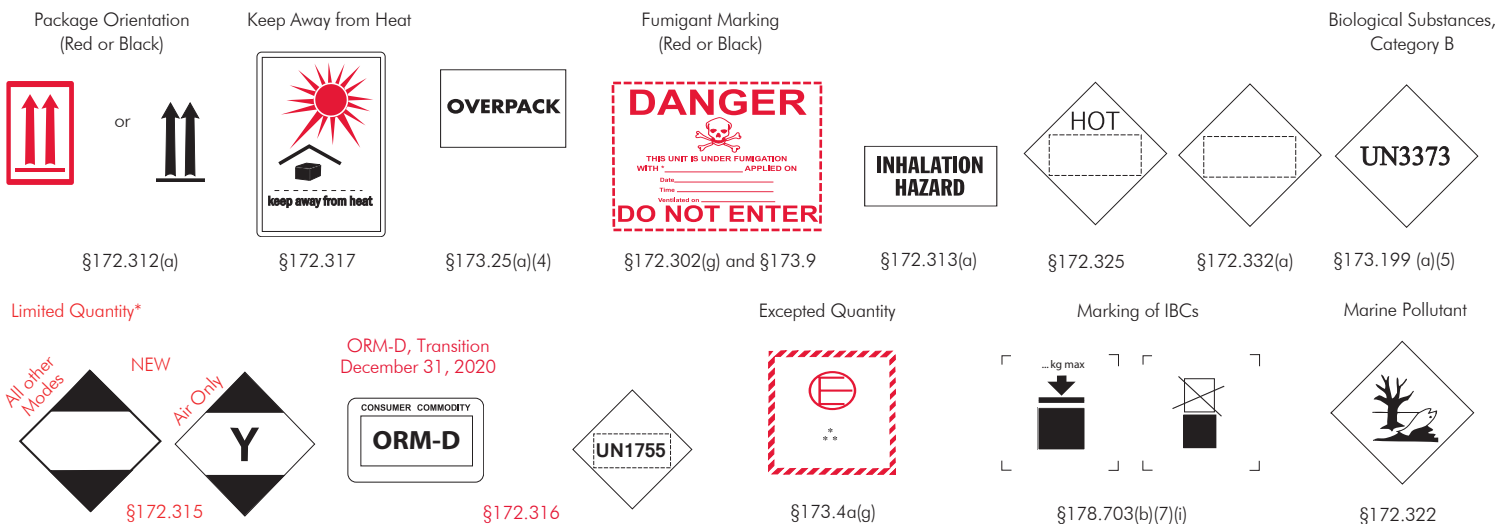 Package Orientation
(Red or Black)
Keep Away from Heat
Fumigant Marking
(Red or Black)
Biological Substances,
Category B
or
keep away from heat
OVERPACK
DANGER
THIS UNIT IS UNDER FUMIGATION
WITH *____________ APPLIED ON
Date____________
Time ____________
Ventilated on ____________
DO NOT ENTER
INHALATION
HAZARD
HOT
UN3373
§172.312(a)
§172.317
§173.25(a)(4)
§172.302(g) and §173.9
§172.313(a)
§172.325
§172.332(a)
§173.199 (a)(5)
Limited Quantity*
All other
Modes
NEW
Air Only
Y
§172.315
ORM-D, Transition
December 31, 2020
CONSUMER COMMODITY
ORM-D
UN1755
§172.316
Excepted Quantity
E
*
* *
§173.4a(g)
Marking of IBCs
...kg max
§178.703(b)(7)(i)
Marine Pollutant
§172.322